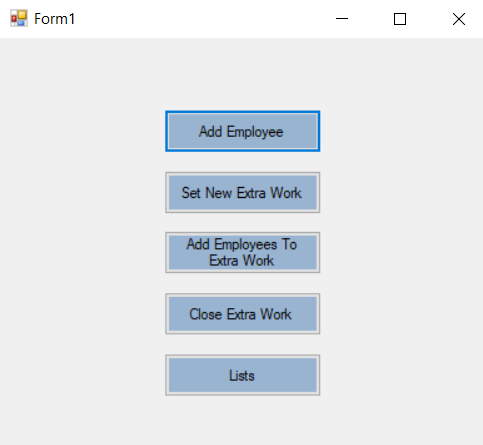 Form1
Add Employee
Set New Extra Work
Add Employees To
Extra Work
Close Extra Work
Lists